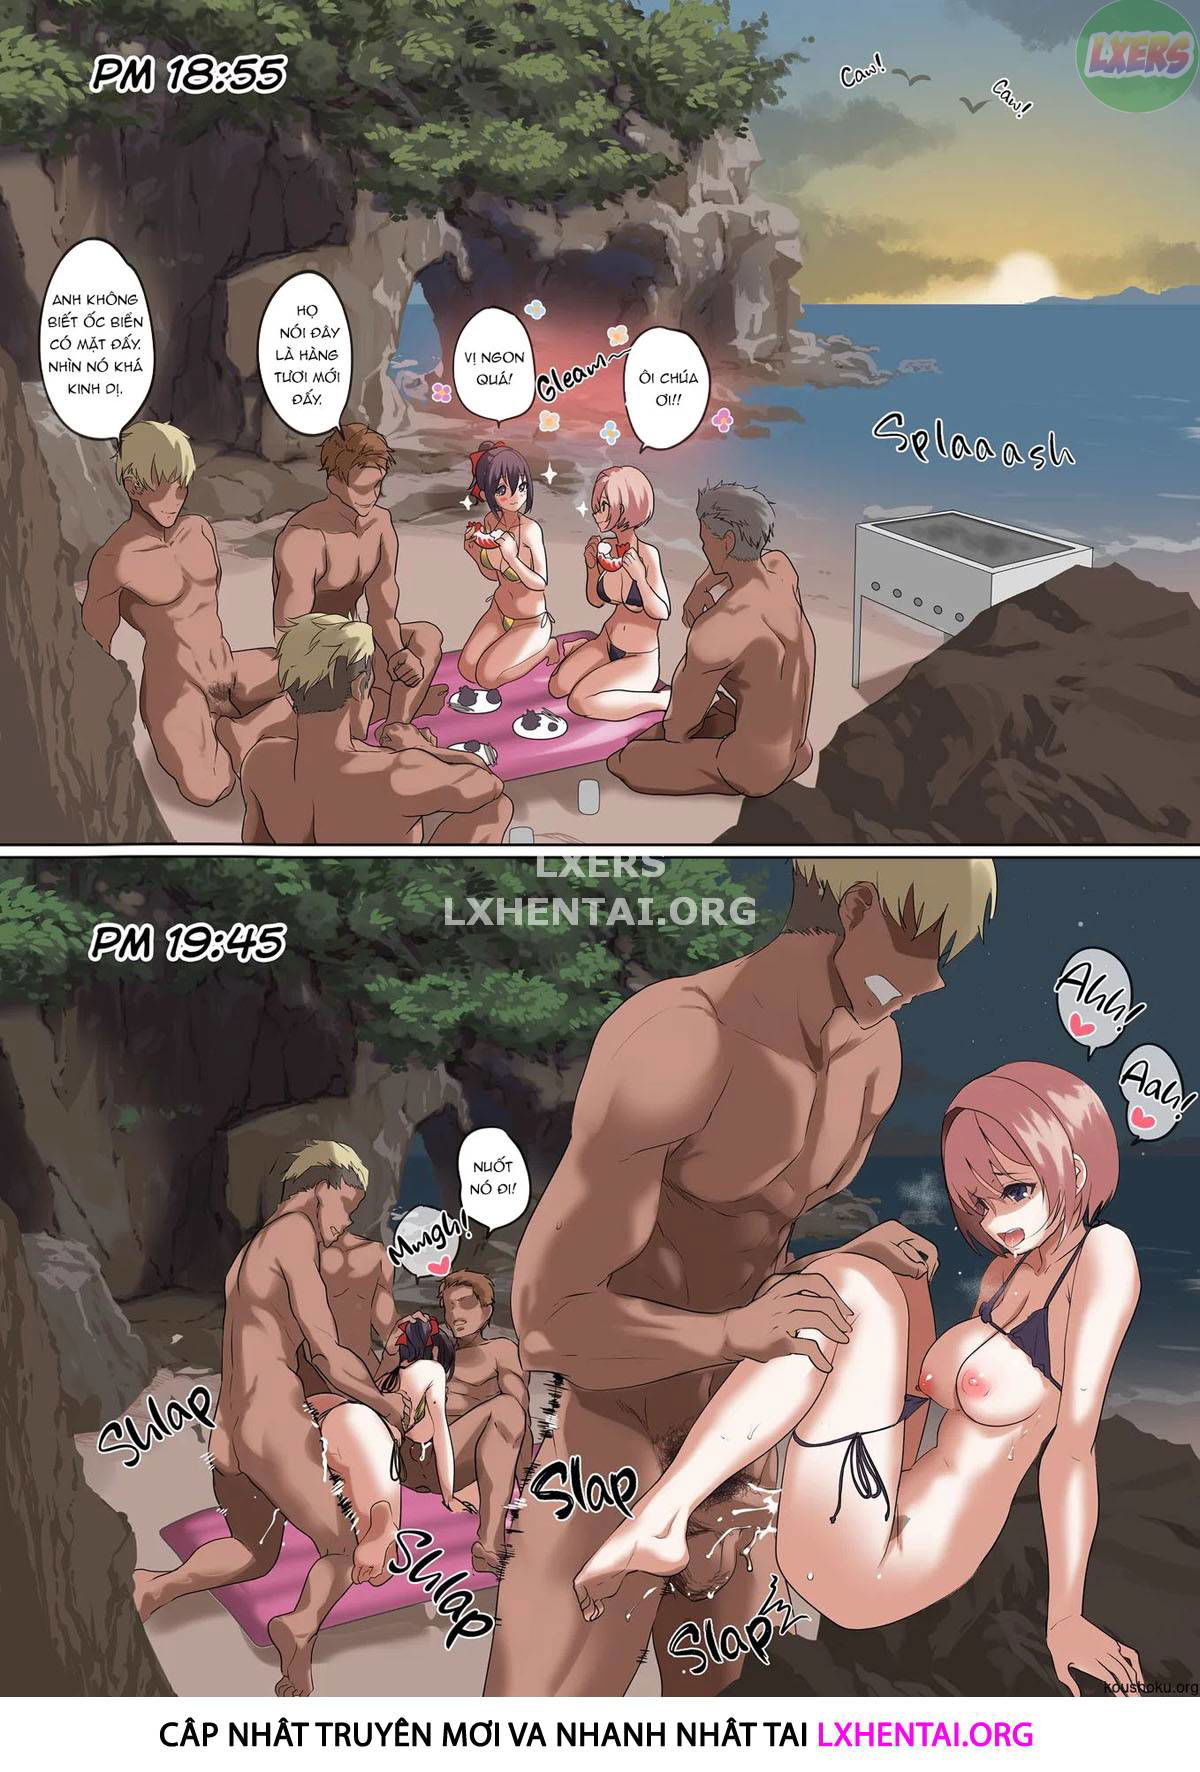 PM 18:55
LXERS
Caw!
Caw!
ANH KHÔNG
BIẾT ỐC BIỂN
CÓ MẶT ĐẤY.
NHÌN NÓ KHÁ
KINH DỊ.
HỌ
NÓI ĐÂY
LÀ HÀNG
TƯƠI MỚI
ĐẤY.
VỊ NGON
QUÁ!
Gleam~
ÔI CHÚA
ƠI!!
Splaaash
LXERS
LXHENTAI.ORG
PM 19:45
Ahh!
Aah!
NUỐT
NÓ ĐI!
Mmgh!
Shlap
Slap
Shlap
Slap
koushoku.org
CẬP NHẬT TRUYỆN MƠI VA NHANH NHẤT TẠI LXHENTAI.ORG